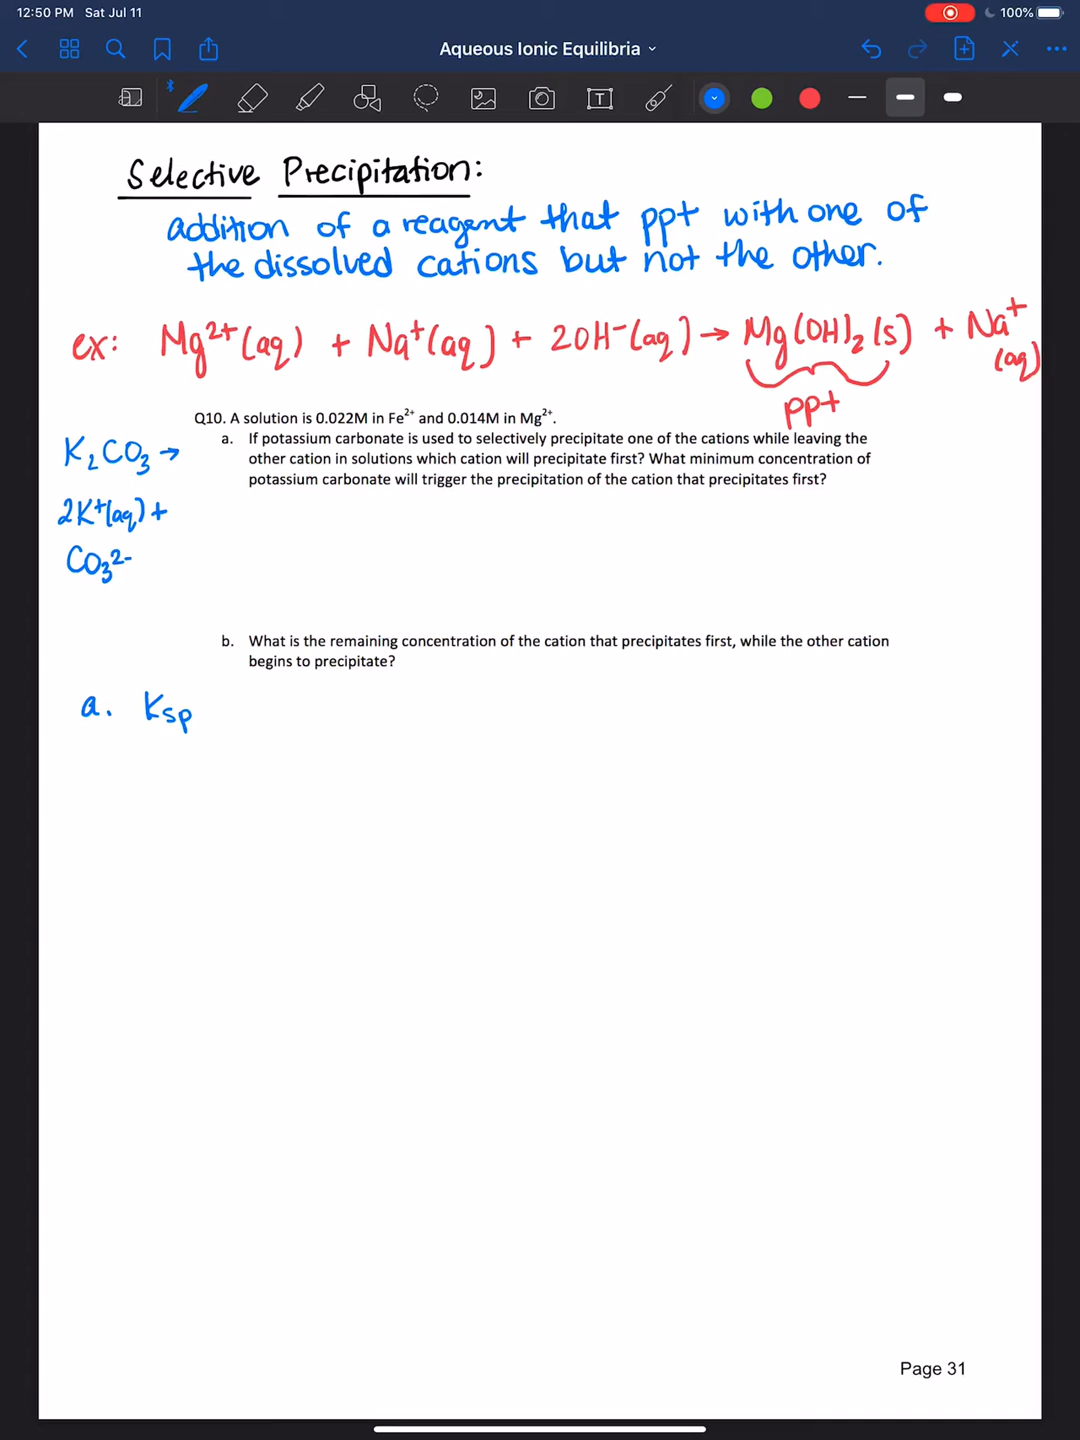 12:50 PM Sat Jul 11
100%
Aqueous Ionic Equilibria
Selective Precipitation:
addition of a reagent that ppt with one of
the dissolved cations but not the other.
ex: Mg²⁺(aq) + Na⁺(aq) + 2OH⁻(aq) → Mg(OH)₂(s) + Na⁺
(aq)
ppt
Q10. A solution is 0.022M in Fe²⁺ and 0.014M in Mg²⁺.
a. If potassium carbonate is used to selectively precipitate one of the cations while leaving the
other cation in solutions which cation will precipitate first? What minimum concentration of
potassium carbonate will trigger the precipitation of the cation that precipitates first?
K₂CO₃ →
2K⁺(aq) +
CO₃²⁻
b. What is the remaining concentration of the cation that precipitates first, while the other cation
begins to precipitate?
a. Ksp
Page 31